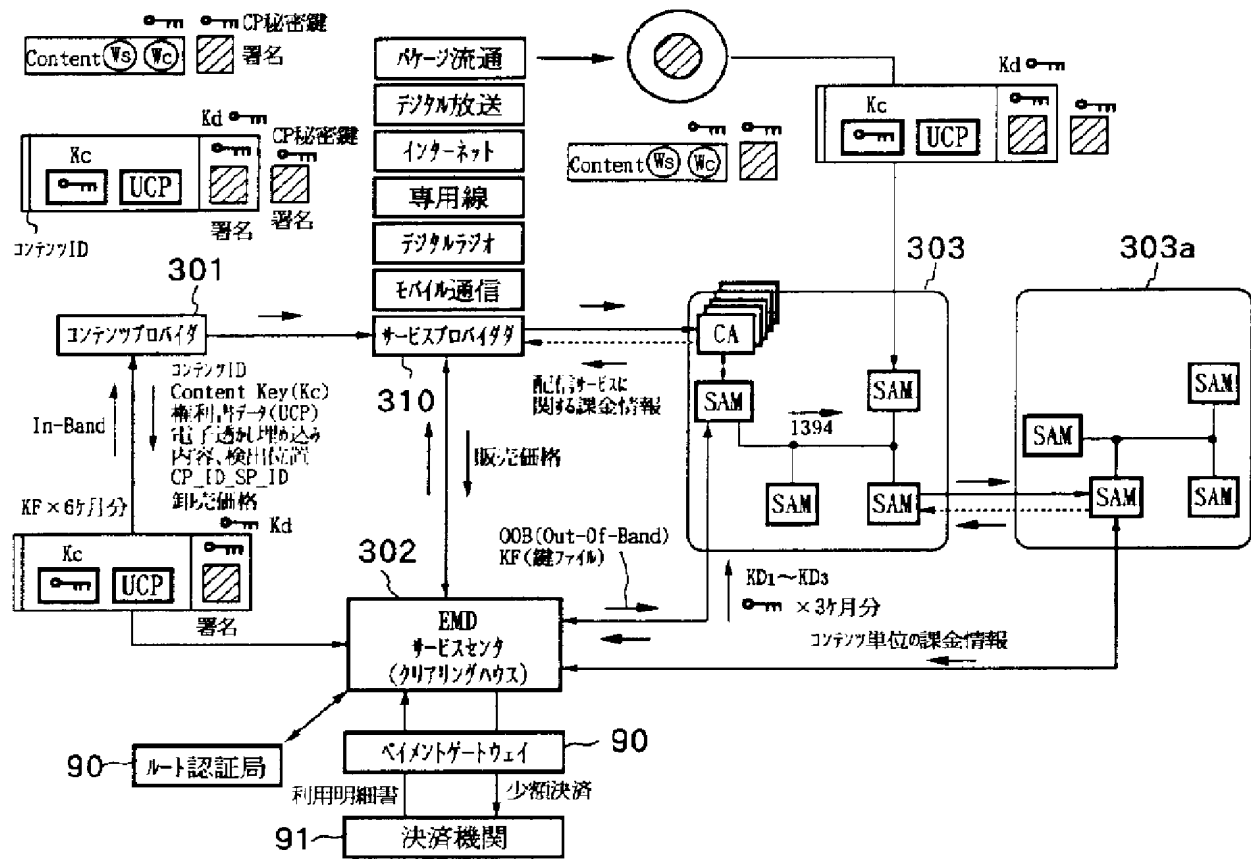 CP秘密鍵
Content Ws Wc
署名
Kd
CP秘密鍵
Kc
UCP
署名
署名
コンテンツID
パケージ流通
デジタル放送
インターネット
専用線
デジタルラジオ
モバイル通信
サービスプロバイダダ
310
Content Ws Wc
Kd
Kc
UCP
301
コンテンツプロバイダ
In-Band
コンテンツID
Content Key(Kc)
権利書データ(UCP)
電子透かし埋め込み
内容、検出位置
CP_ID_SP_ID
卸売価格
KF×6ケ月分
Kd
Kc
UCP
署名
販売価格
配信サービスに
関する課金情報
303
CA
SAM
SAM
1394
SAM
SAM
303a
SAM
SAM
SAM
SAM
OOB(Out-Of-Band)
KF(鍵ファイル)
KD1～KD3
×3ケ月分
コンテンツ単位の課金情報
302
EMD
サービスセンタ
(クリアリングハウス)
90
ルート認証局
ペイメントゲートウェイ
90
利用明細書
少額決済
91
決済機関